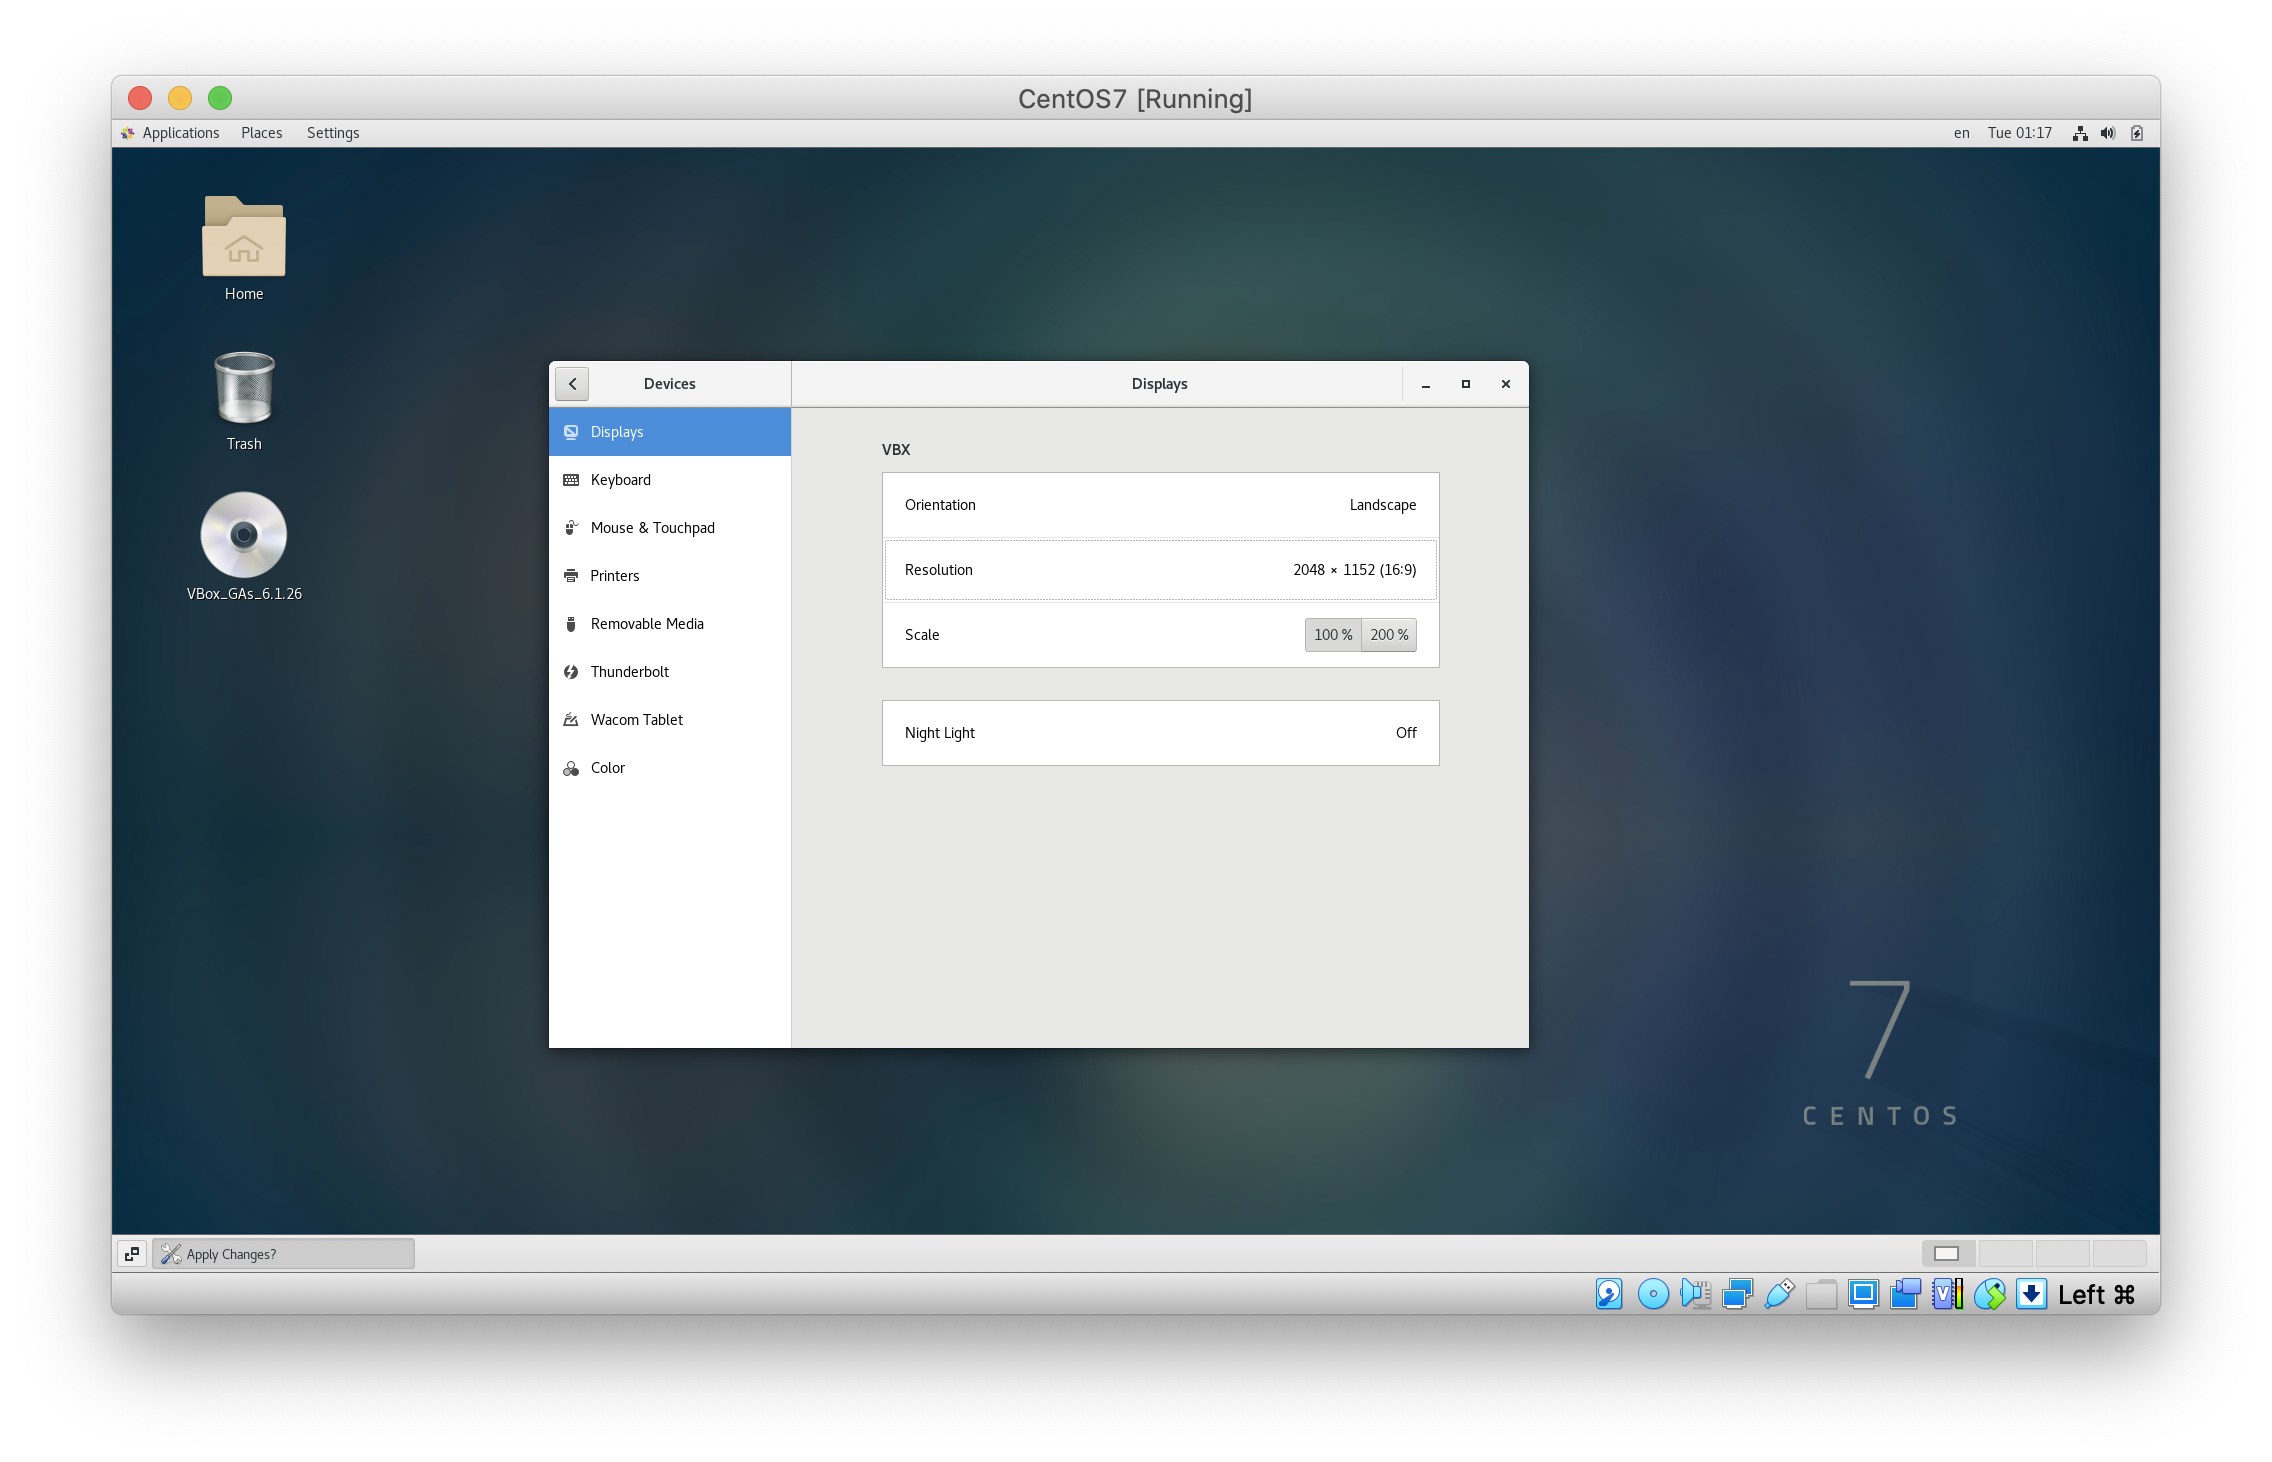 CentOS7 [Running]
Applications Places Settings en Tue 01:17
Home
Trash
VBox_GAs_6.1.26
Devices Displays
Displays
Keyboard
Mouse & Touchpad
Printers
Removable Media
Thunderbolt
Wacom Tablet
Color
VBX
Orientation Landscape
Resolution 2048 × 1152 (16:9)
Scale 100 % 200 %
Night Light Off
7
CENTOS
Apply Changes?
Left ⌘